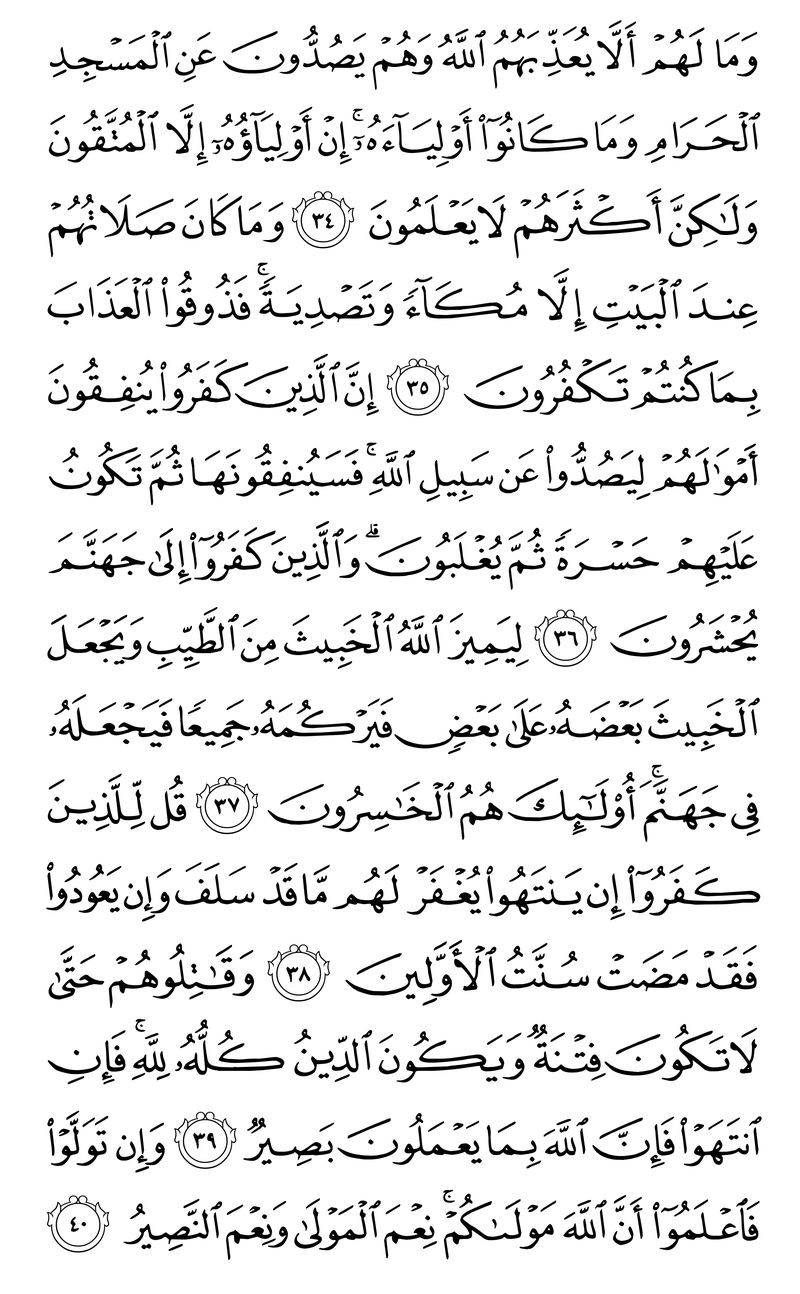 وَمَا لَهُمْ أَلَّا يُعَذِّبَهُمُ ٱللَّهُ وَهُمْ يَصُدُّونَ عَنِ ٱلْمَسْجِدِ
ٱلْحَرَامِ وَمَا كَانُوٓا۟ أَوْلِيَآءَهُۥٓ ۚ إِنْ أَوْلِيَآؤُهُۥٓ إِلَّا ٱلْمُتَّقُونَ
وَلَـٰكِنَّ أَكْثَرَهُمْ لَا يَعْلَمُونَ ٣٤ وَمَا كَانَ صَلَاتُهُمْ
عِندَ ٱلْبَيْتِ إِلَّا مُكَآءً وَتَصْدِيَةً ۚ فَذُوقُوا۟ ٱلْعَذَابَ
بِمَا كُنتُمْ تَكْفُرُونَ ٣٥ إِنَّ ٱلَّذِينَ كَفَرُوا۟ يُنفِقُونَ
أَمْوَٰلَهُمْ لِيَصُدُّوا۟ عَن سَبِيلِ ٱللَّهِ ۚ فَسَيُنفِقُونَهَا ثُمَّ تَكُونُ
عَلَيْهِمْ حَسْرَةً ثُمَّ يُغْلَبُونَ ۗ وَٱلَّذِينَ كَفَرُوٓا۟ إِلَىٰ جَهَنَّمَ
يُحْشَرُونَ ٣٦ لِيَمِيزَ ٱللَّهُ ٱلْخَبِيثَ مِنَ ٱلطَّيِّبِ وَيَجْعَلَ
ٱلْخَبِيثَ بَعْضَهُۥ عَلَىٰ بَعْضٍ فَيَرْكُمَهُۥ جَمِيعًا فَيَجْعَلَهُۥ
فِى جَهَنَّمَ ۚ أُو۟لَـٰٓئِكَ هُمُ ٱلْخَـٰسِرُونَ ٣٧ قُل لِّلَّذِينَ
كَفَرُوٓا۟ إِن يَنتَهُوا۟ يُغْفَرْ لَهُم مَّا قَدْ سَلَفَ وَإِن يَعُودُوا۟
فَقَدْ مَضَتْ سُنَّتُ ٱلْأَوَّلِينَ ٣٨ وَقَـٰتِلُوهُمْ حَتَّىٰ
لَا تَكُونَ فِتْنَةٌ وَيَكُونَ ٱلدِّينُ كُلُّهُۥ لِلَّهِ ۚ فَإِنِ
ٱنتَهَوْا۟ فَإِنَّ ٱللَّهَ بِمَا يَعْمَلُونَ بَصِيرٌ ٣٩ وَإِن تَوَلَّوْا۟
فَٱعْلَمُوٓا۟ أَنَّ ٱللَّهَ مَوْلَىٰكُمْ ۚ نِعْمَ ٱلْمَوْلَىٰ وَنِعْمَ ٱلنَّصِيرُ ٤٠